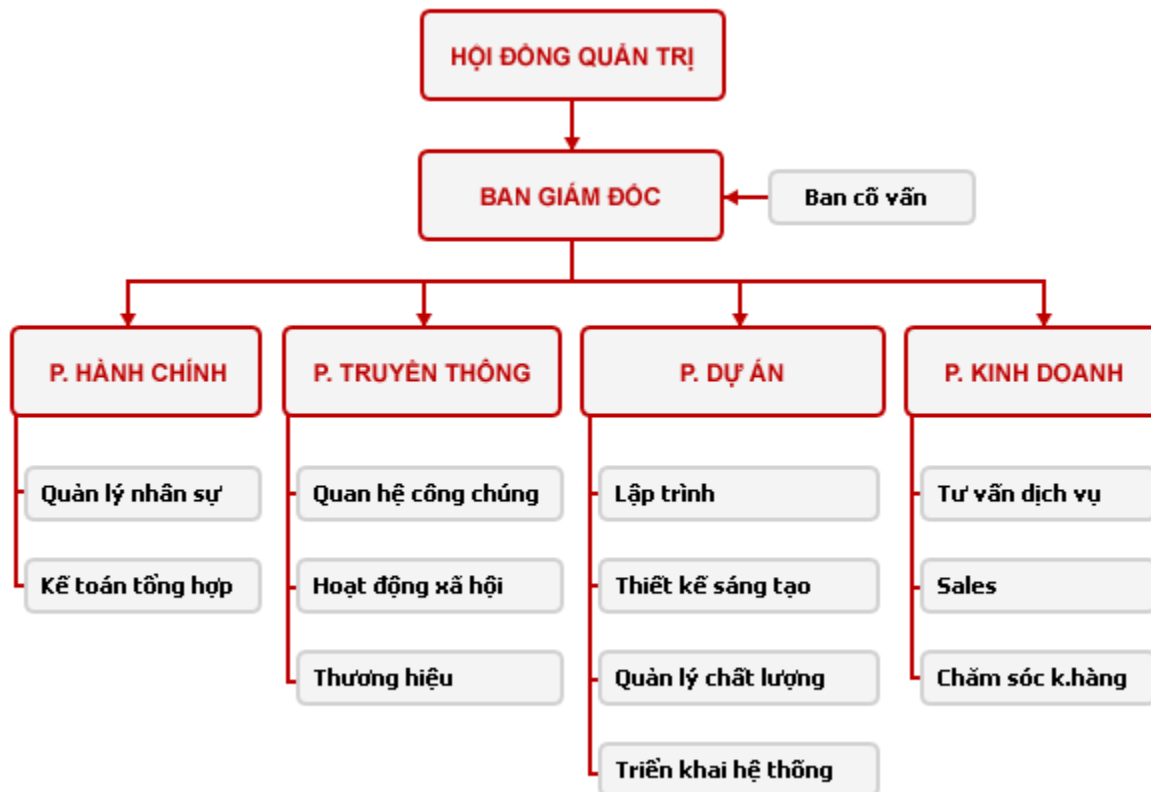 HỘI ĐỒNG QUẢN TRỊ
BAN GIÁM ĐỐC
Ban cố vấn
P. HÀNH CHÍNH
P. TRUYỀN THÔNG
P. DỰ ÁN
P. KINH DOANH
Quản lý nhân sự
Quan hệ công chúng
Lập trình
Tư vấn dịch vụ
Kế toán tổng hợp
Hoạt động xã hội
Thiết kế sáng tạo
Sales
Thương hiệu
Quản lý chất lượng
Chăm sóc k.hàng
Triển khai hệ thống